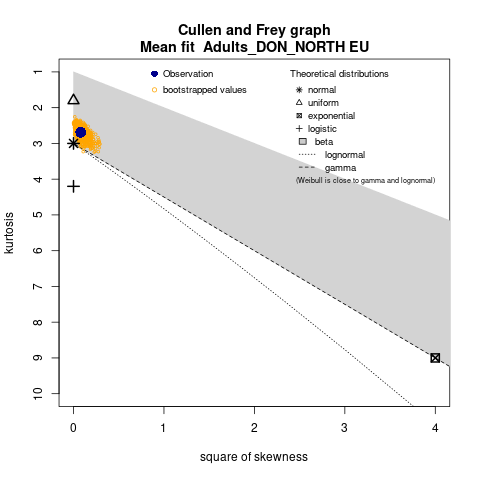 Cullen and Frey graph
Mean fit  Adults_DON_NORTH EU
Observation
bootstrapped values
Theoretical distributions
normal
uniform
exponential
logistic
beta
lognormal
gamma
(Weibull is close to gamma and lognormal)
kurtosis
1
2
3
4
5
6
7
8
9
10
0
1
2
3
4
square of skewness